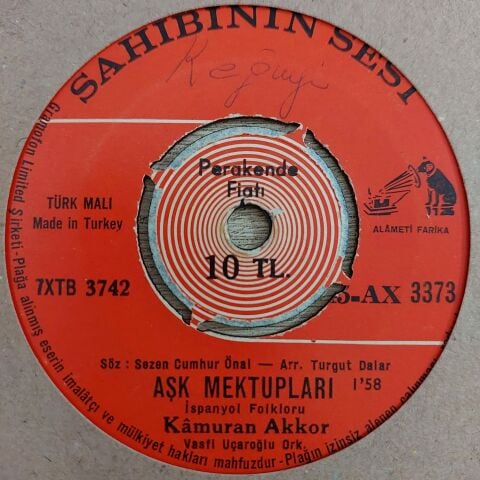 SAHİBİNİN SESİ
Perakende
Fiatı
10 TL.
TÜRK MALI
Made in Turkey
ALÂMETİ FARİKA
7XTB 3742
5-AX 3373
Söz : Sezen Cumhur Önal — Arr. Turgut Dalar
AŞK MEKTUPLARI 1'58
İspanyol Folkloru
Kâmuran Akkor
Vasfi Uçaroğlu Ork.
Gramofon Limited Şirketi - Plağa alınmış eserin imalâtçı ve mülkiyet hakları mahfuzdur - Plağın izinsiz alenen çalınması